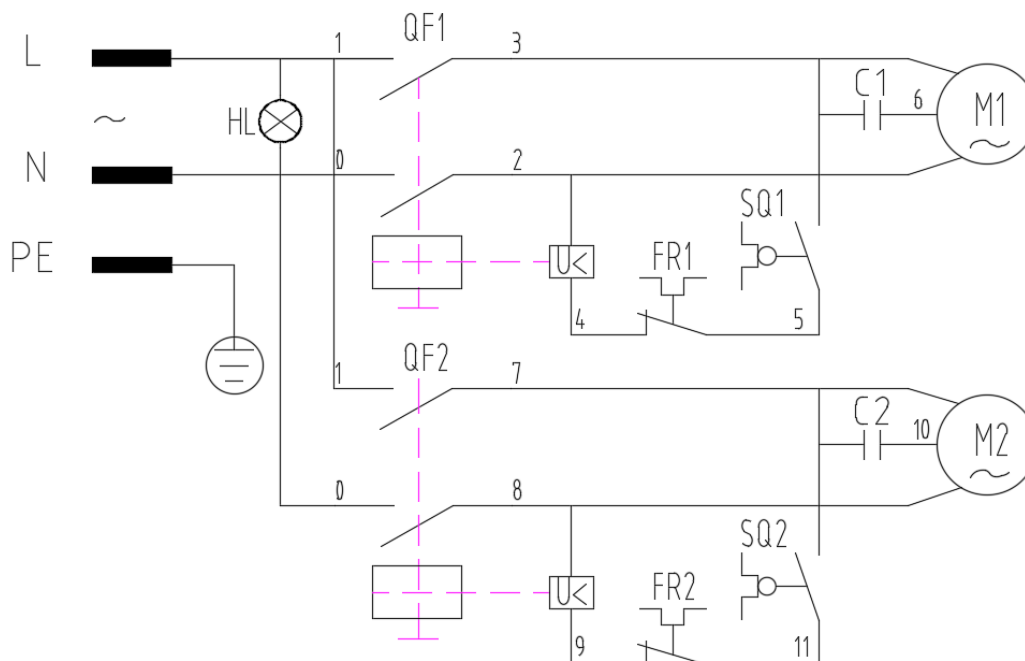 L 1 QF1 3
C1 6 M1
~ HL ~
N 0 2
SQ1
PE U< FR1
4 5
QF2
1 7
C2 10 M2
~
0 8
SQ2
U< FR2
9 11